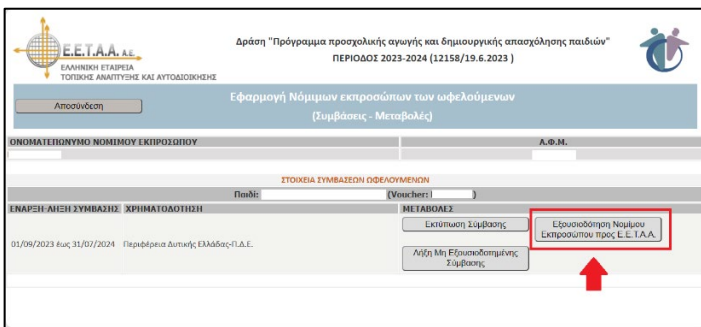 Ε.Ε.Τ.Α.Α. Α.Ε.
ΕΛΛΗΝΙΚΗ ΕΤΑΙΡΕΙΑ
ΤΟΠΙΚΗΣ ΑΝΑΠΤΥΞΗΣ ΚΑΙ ΑΥΤΟΔΙΟΙΚΗΣΗΣ
Δράση "Πρόγραμμα προσχολικής αγωγής και δημιουργικής απασχόλησης παιδιών"
ΠΕΡΙΟΔΟΣ 2023-2024 (12158/19.6.2023 )
Αποσύνδεση
Εφαρμογή Νόμιμων εκπροσώπων των ωφελούμενων
(Συμβάσεις - Μεταβολές)
ΟΝΟΜΑΤΕΠΩΝΥΜΟ ΝΟΜΙΜΟΥ ΕΚΠΡΟΣΩΠΟΥ Α.Φ.Μ.
ΣΤΟΙΧΕΙΑ ΣΥΜΒΑΣΕΩΝ ΩΦΕΛΟΥΜΕΝΩΝ
Παιδί: (Voucher: )
ΕΝΑΡΞΗ-ΛΗΞΗ ΣΥΜΒΑΣΗΣ ΧΡΗΜΑΤΟΔΟΤΗΣΗ ΜΕΤΑΒΟΛΕΣ
01/09/2023 έως 31/07/2024 Περιφέρεια Δυτικής Ελλάδας-Π.Δ.Ε.
Εκτύπωση Σύμβασης
Εξουσιοδότηση Νομίμου
Εκπροσώπου προς Ε.Ε.Τ.Α.Α.
Λήξη Μη Εξουσιοδοτημένης
Σύμβασης